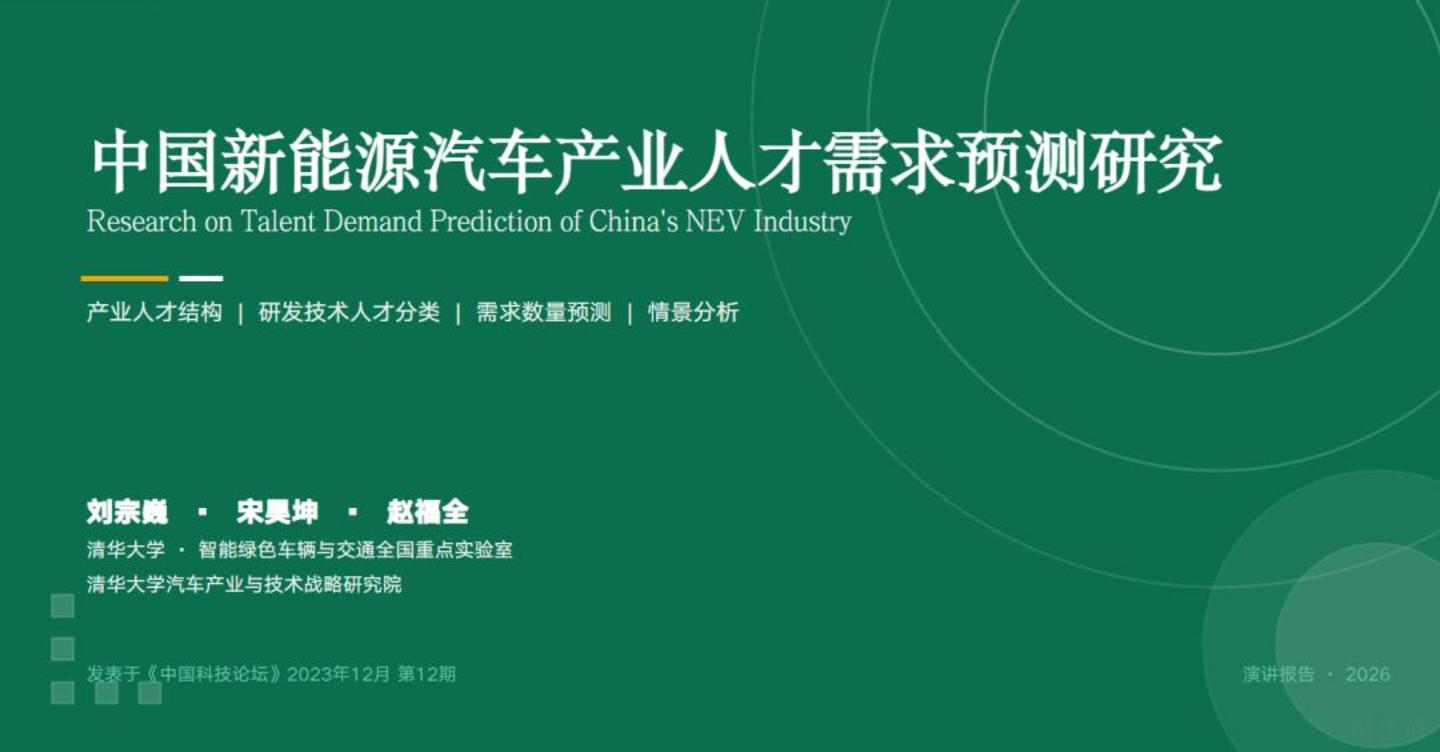 中国新能源汽车产业人才需求预测研究
Research on Talent Demand Prediction of China's NEV Industry
产业人才结构 | 研发技术人才分类 | 需求数量预测 | 情景分析
刘宗巍 · 宋昊坤 · 赵福全
清华大学 · 智能绿色车辆与交通全国重点实验室
清华大学汽车产业与技术战略研究院
发表于《中国科技论坛》2023年12月 第12期
演讲报告 · 2026